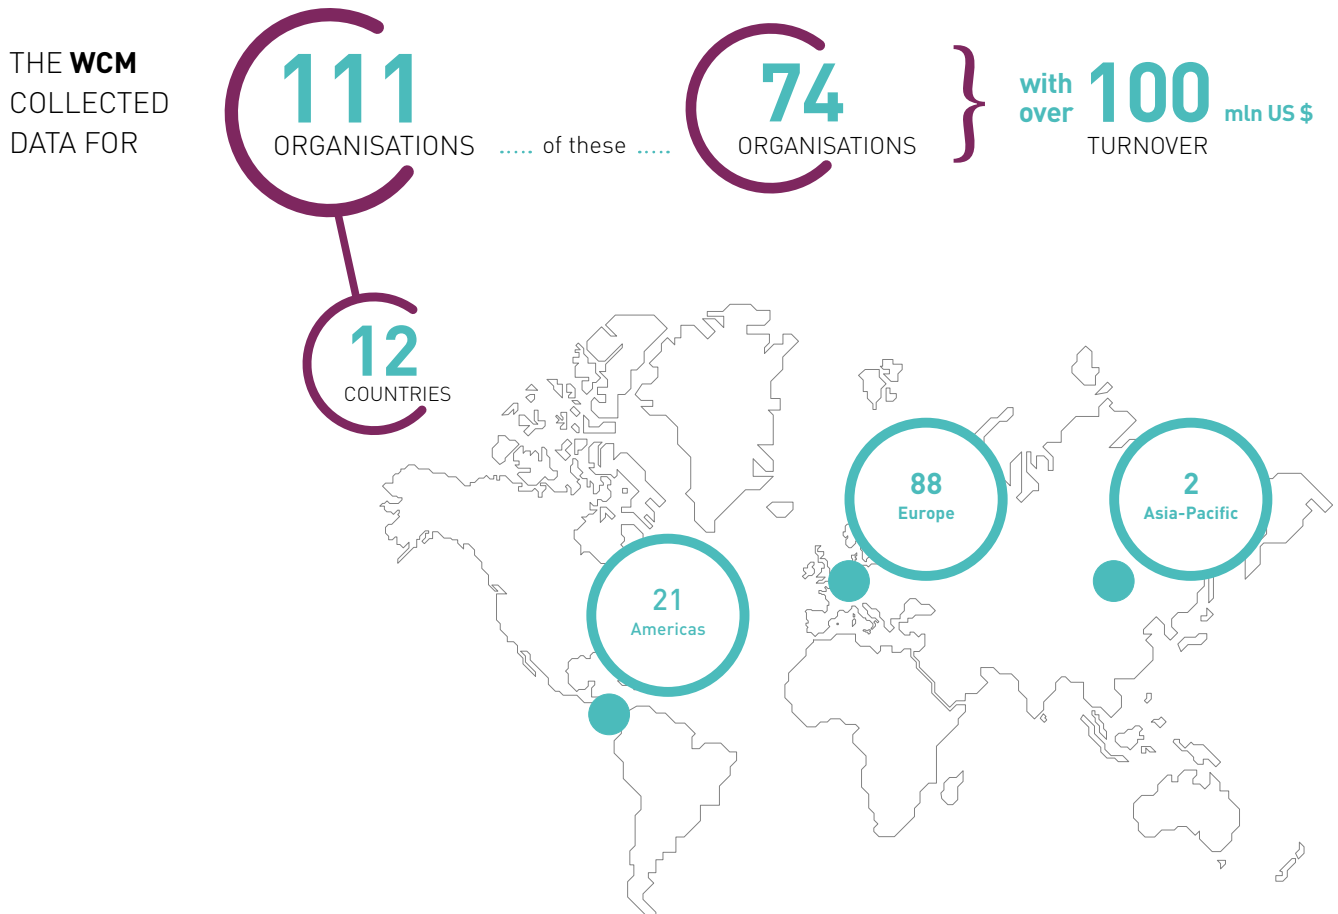 THE WCM
COLLECTED
DATA FOR
111
ORGANISATIONS
..... of these .....
74
ORGANISATIONS
}
with
over
100
mln US $
TURNOVER
12
COUNTRIES
88
Europe
2
Asia-Pacific
21
Americas